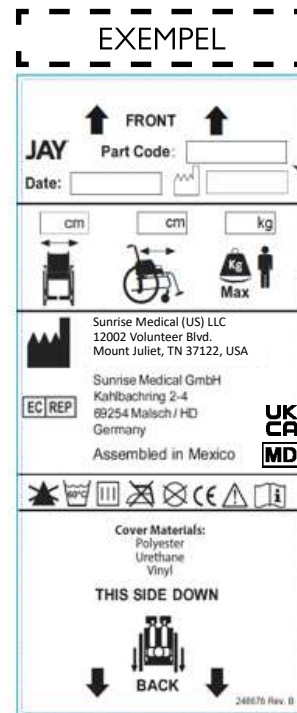 EXEMPEL
FRONT
JAY Part Code:
Date:
cm cm kg
Kg
Max
Sunrise Medical (US) LLC
12002 Volunteer Blvd.
Mount Juliet, TN 37122, USA
Sunrise Medical GmbH
EC REP Kahlbachring 2-4
69254 Malsch / HD
Germany
UK
CA
Assembled in Mexico MD
60°C CE
Cover Materials:
Polyester
Urethane
Vinyl
THIS SIDE DOWN
BACK
248676 Rev. B